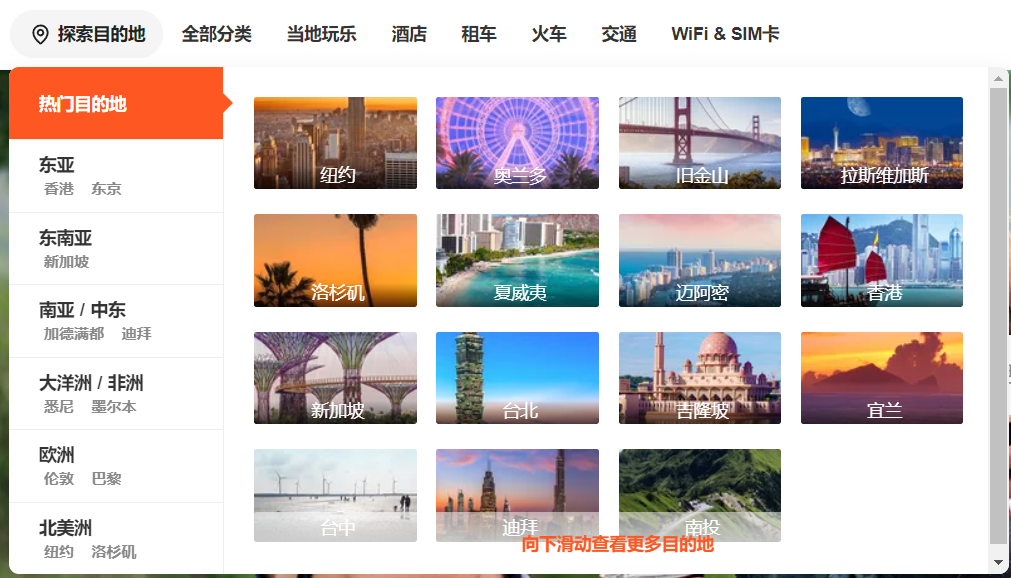 探索目的地 全部分类 当地玩乐 酒店 租车 火车 交通 WiFi & SIM卡
热门目的地
东亚
香港 东京
东南亚
新加坡
南亚 / 中东
加德满都 迪拜
大洋洲 / 非洲
悉尼 墨尔本
欧洲
伦敦 巴黎
北美洲
纽约 洛杉矶
纽约 奥兰多 旧金山 拉斯维加斯
洛杉矶 夏威夷 迈阿密 香港
新加坡 台北 吉隆坡 宜兰
台中 迪拜 南投
向下滑动查看更多目的地